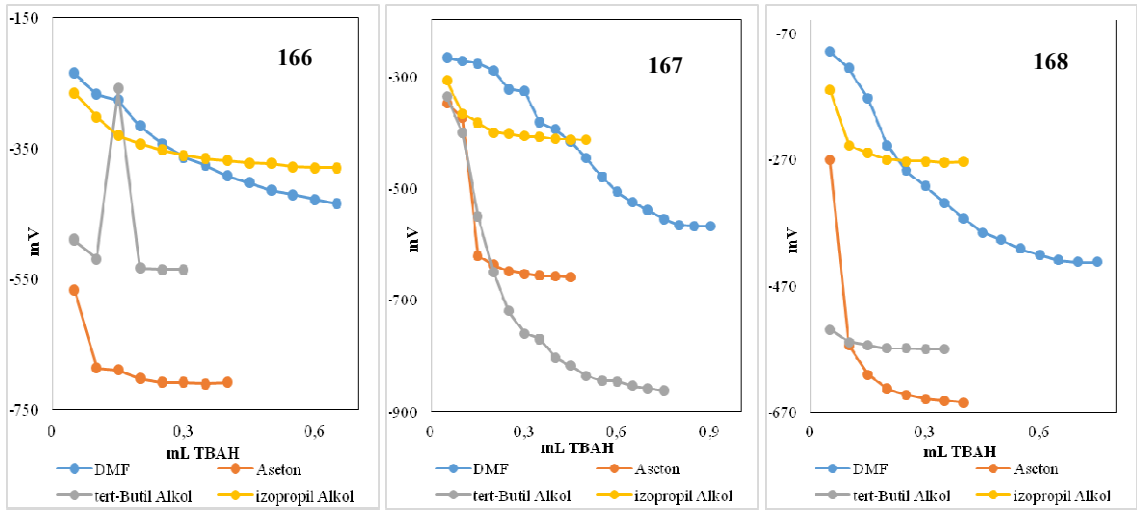 166
-150
-350
-550
-750
mV
0
0,3
0,6
mL TBAH
DMF
Aseton
tert-Butil Alkol
izopropil Alkol
167
-300
-500
-700
-900
mV
0
0,3
0,6
0,9
mL TBAH
DMF
Aseton
tert-Butil Alkol
izopropil Alkol
168
-70
-270
-470
-670
mV
0
0,3
0,6
mL TBAH
DMF
Aseton
tert-Butil Alkol
izopropil Alkol